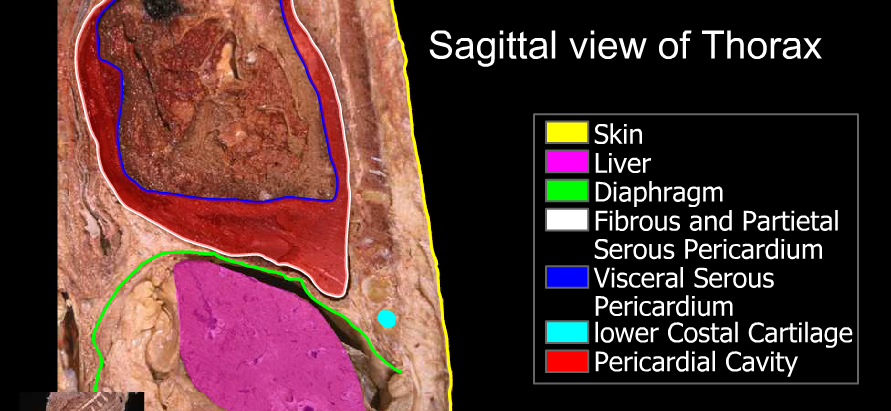 Sagittal view of Thorax
Skin
Liver
Diaphragm
Fibrous and Partietal
Serous Pericardium
Visceral Serous
Pericardium
lower Costal Cartilage
Pericardial Cavity